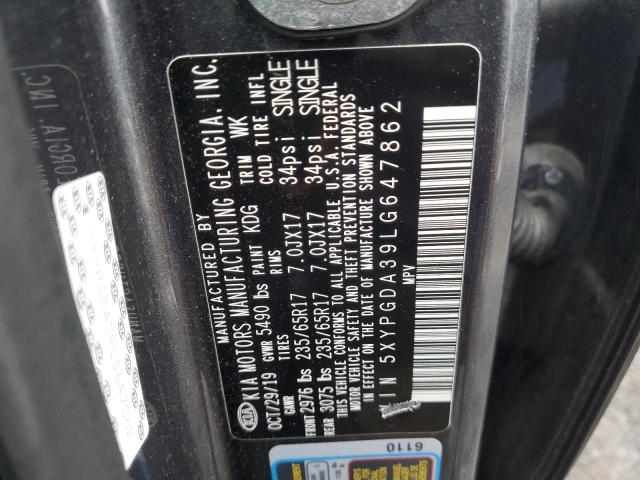 MANUFACTURED BY
KIA MOTORS MANUFACTURING GEORGIA, INC.
OCT/29/19 GVWR 5490 lbs PAINT KDG TRIM WK
GAWR TIRES RIMS COLD TIRE INFL
FRONT 2976 lbs 235/65R17 7.0JX17 34psi SINGLE
REAR 3075 lbs 235/65R17 7.0JX17 34psi SINGLE
THIS VEHICLE CONFORMS TO ALL APPLICABLE U.S.A. FEDERAL
MOTOR VEHICLE SAFETY AND THEFT PREVENTION STANDARDS
IN EFFECT ON THE DATE OF MANUFACTURE SHOWN ABOVE
VIN 5XYPGDA39LG647862
MPV
KIA
6110